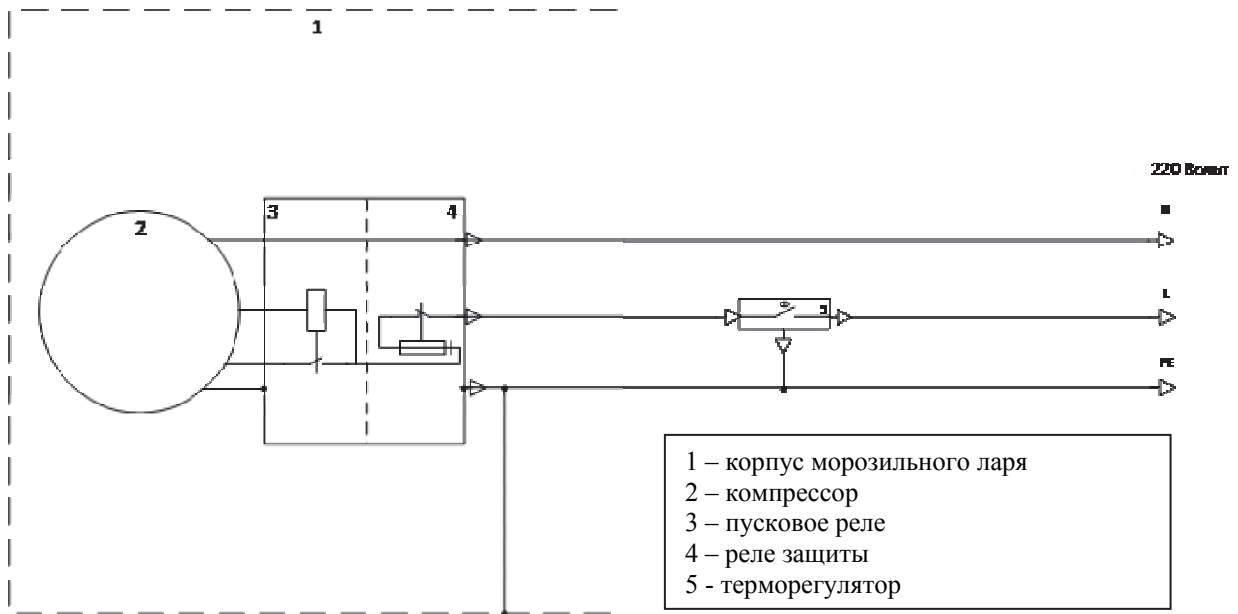 1
220 Вольт
3
4
2
N
L
5
PE
1 – корпус морозильного ларя
2 – компрессор
3 – пусковое реле
4 – реле защиты
5 - терморегулятор